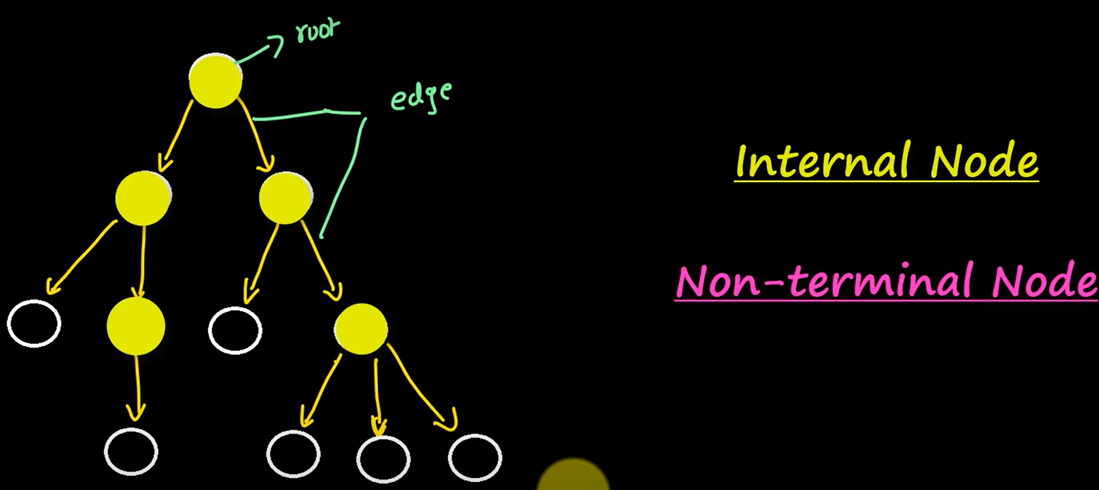 root
edge
Internal Node
Non-terminal Node